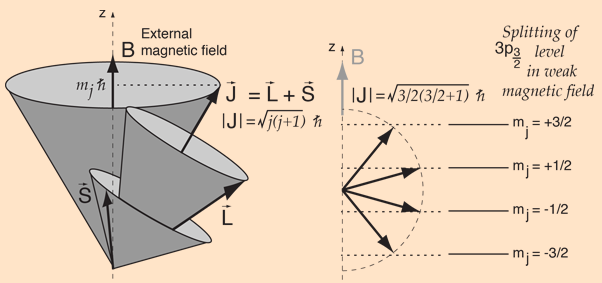 z
B
External
magnetic field
m_j ħ
J⃗ = L⃗ + S⃗
|J|=√j(j+1) ħ
S⃗
L⃗
z
B
|J|=√3/2(3/2+1) ħ
Splitting of
3p_3/2 level
in weak
magnetic field
m_j = +3/2
m_j = +1/2
m_j = -1/2
m_j = -3/2